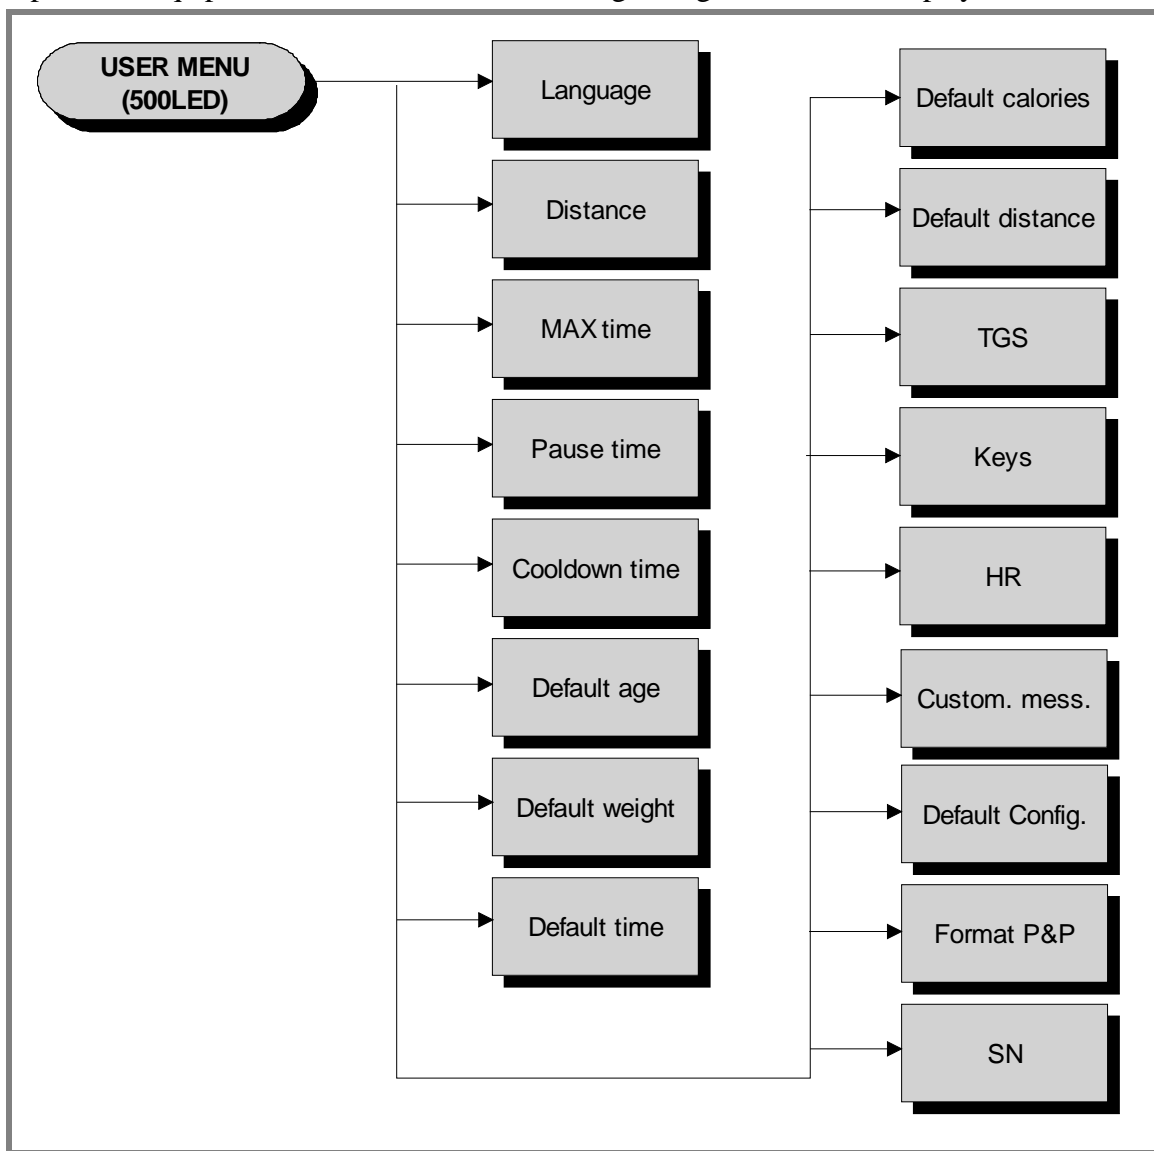 USER MENU
(500LED)
Language
Distance
MAX time
Pause time
Cooldown time
Default age
Default weight
Default time
Default calories
Default distance
TGS
Keys
HR
Custom. mess.
Default Config.
Format P&P
SN